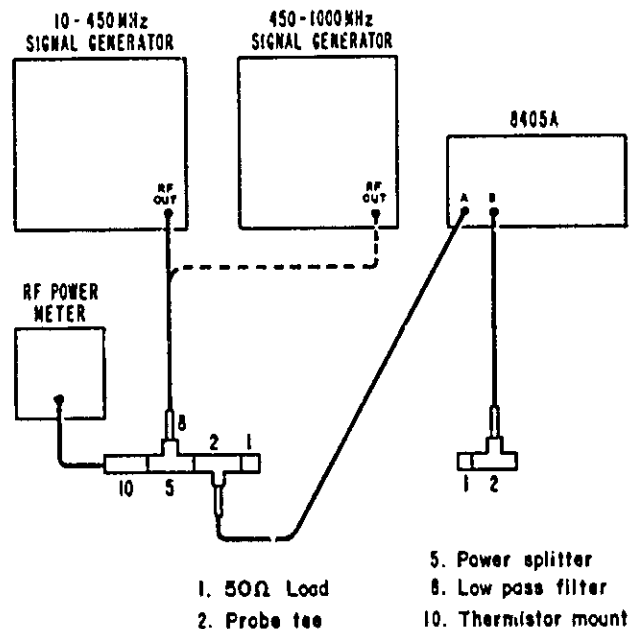 10-450MHz
SIGNAL GENERATOR
450-1000MHz
SIGNAL GENERATOR
8405A
RF
OUT
RF
OUT
A B
RF POWER
METER
8
2 1
10 5
1 2
1. 50Ω Load
2. Probe tee
5. Power splitter
8. Low pass filter
10. Thermistor mount